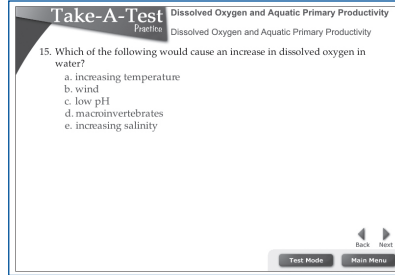 Take-A-Test
Practice
Dissolved Oxygen and Aquatic Primary Productivity
Dissolved Oxygen and Aquatic Primary Productivity
15. Which of the following would cause an increase in dissolved oxygen in
water?
a. increasing temperature
b. wind
c. low pH
d. macroinvertebrates
e. increasing salinity
Back Next
Test Mode Main Menu